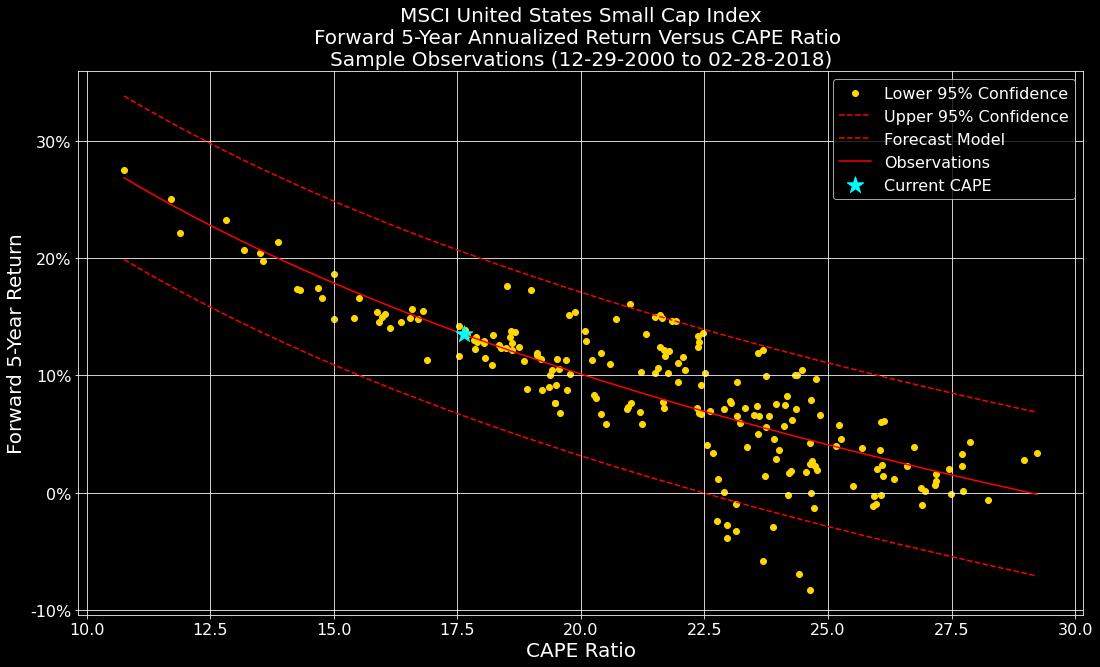 MSCI United States Small Cap Index
Forward 5-Year Annualized Return Versus CAPE Ratio
Sample Observations (12-29-2000 to 02-28-2018)
Lower 95% Confidence
Upper 95% Confidence
Forecast Model
Observations
Current CAPE
Forward 5-Year Return
30%
20%
10%
0%
-10%
10.0 12.5 15.0 17.5 20.0 22.5 25.0 27.5 30.0
CAPE Ratio